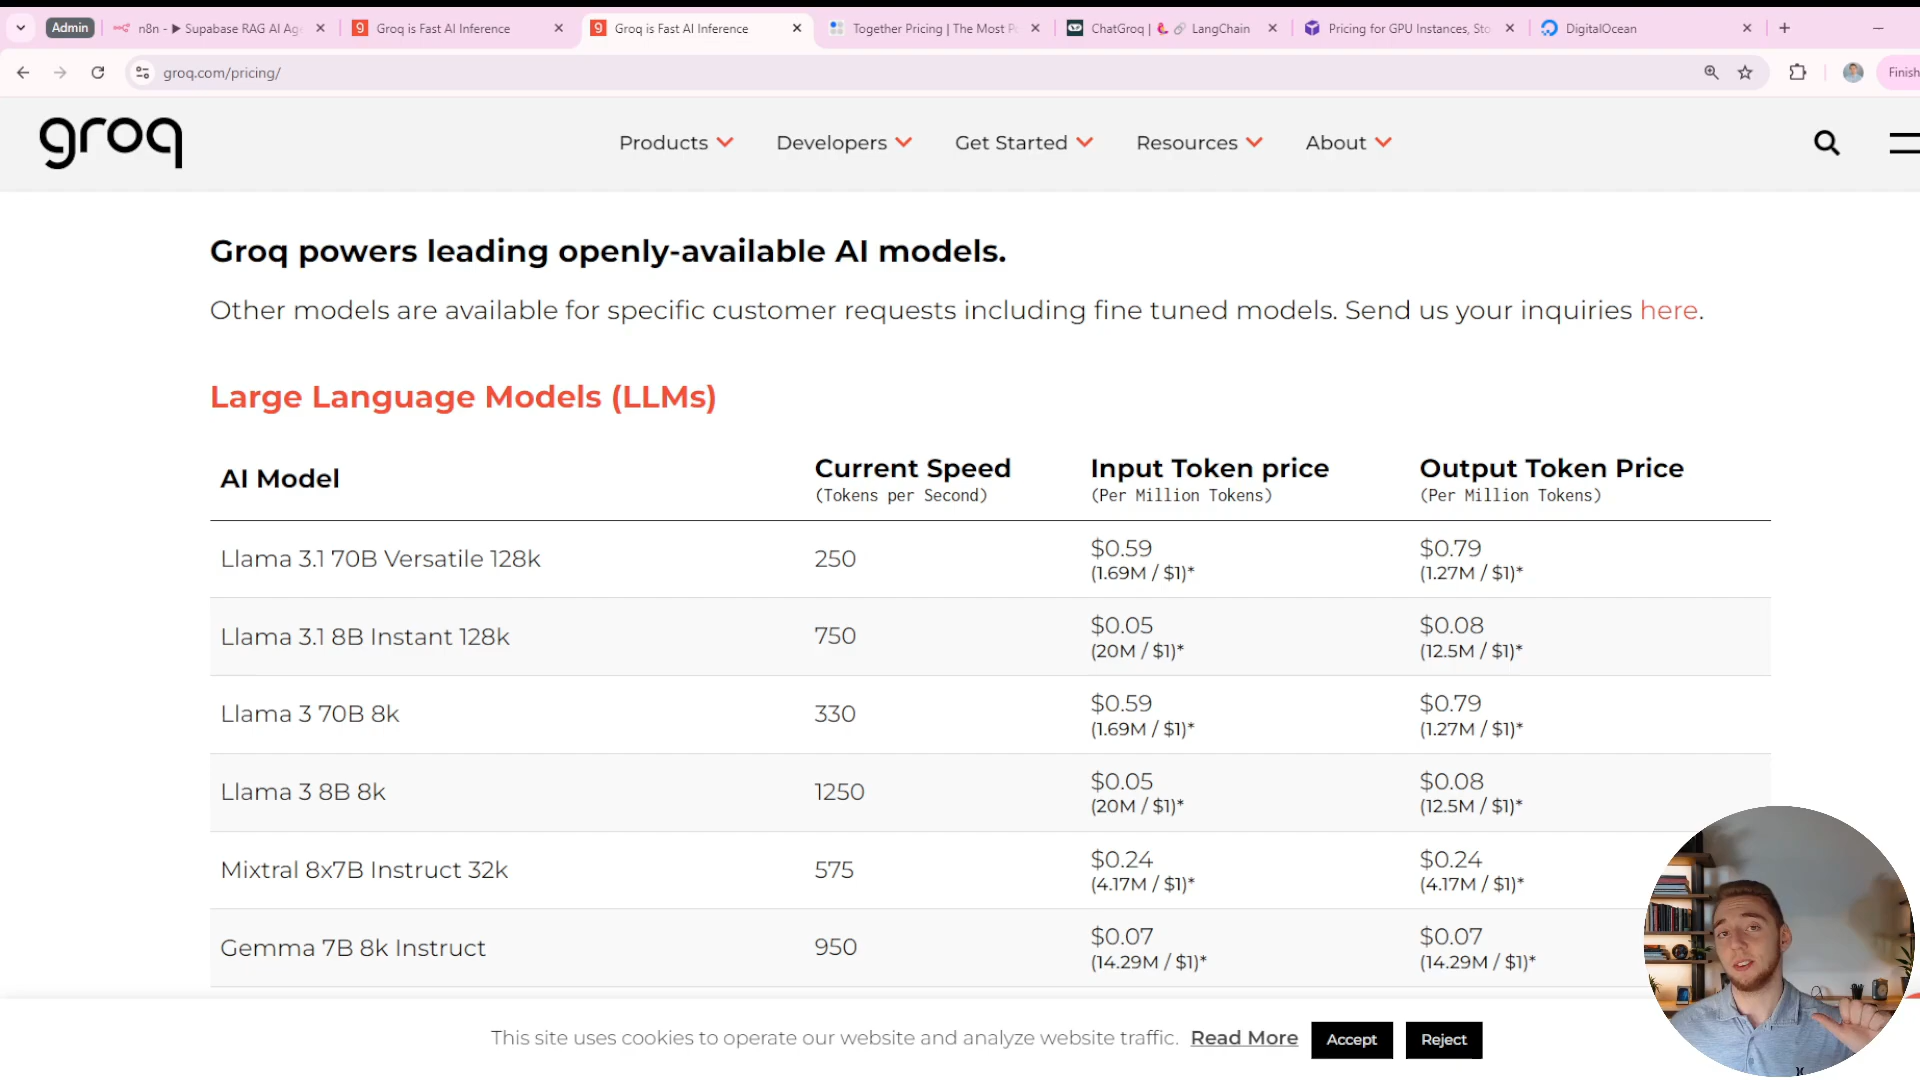 Admin
n8n - ▶ Supabase RAG AI Age
Groq is Fast AI Inference
Groq is Fast AI Inference
Together Pricing | The Most Po
ChatGroq | 🦜️🔗 LangChain
Pricing for GPU Instances, Sto
DigitalOcean
groq.com/pricing/
Finish
groq
Products
Developers
Get Started
Resources
About
Groq powers leading openly-available AI models.
Other models are available for specific customer requests including fine tuned models. Send us your inquiries here.
Large Language Models (LLMs)
AI Model
Current Speed
(Tokens per Second)
Input Token price
(Per Million Tokens)
Output Token Price
(Per Million Tokens)
Llama 3.1 70B Versatile 128k
250
$0.59
(1.69M / $1)*
$0.79
(1.27M / $1)*
Llama 3.1 8B Instant 128k
750
$0.05
(20M / $1)*
$0.08
(12.5M / $1)*
Llama 3 70B 8k
330
$0.59
(1.69M / $1)*
$0.79
(1.27M / $1)*
Llama 3 8B 8k
1250
$0.05
(20M / $1)*
$0.08
(12.5M / $1)*
Mixtral 8x7B Instruct 32k
575
$0.24
(4.17M / $1)*
$0.24
(4.17M / $1)*
Gemma 7B 8k Instruct
950
$0.07
(14.29M / $1)*
$0.07
(14.29M / $1)*
This site uses cookies to operate our website and analyze website traffic. Read More
Accept
Reject